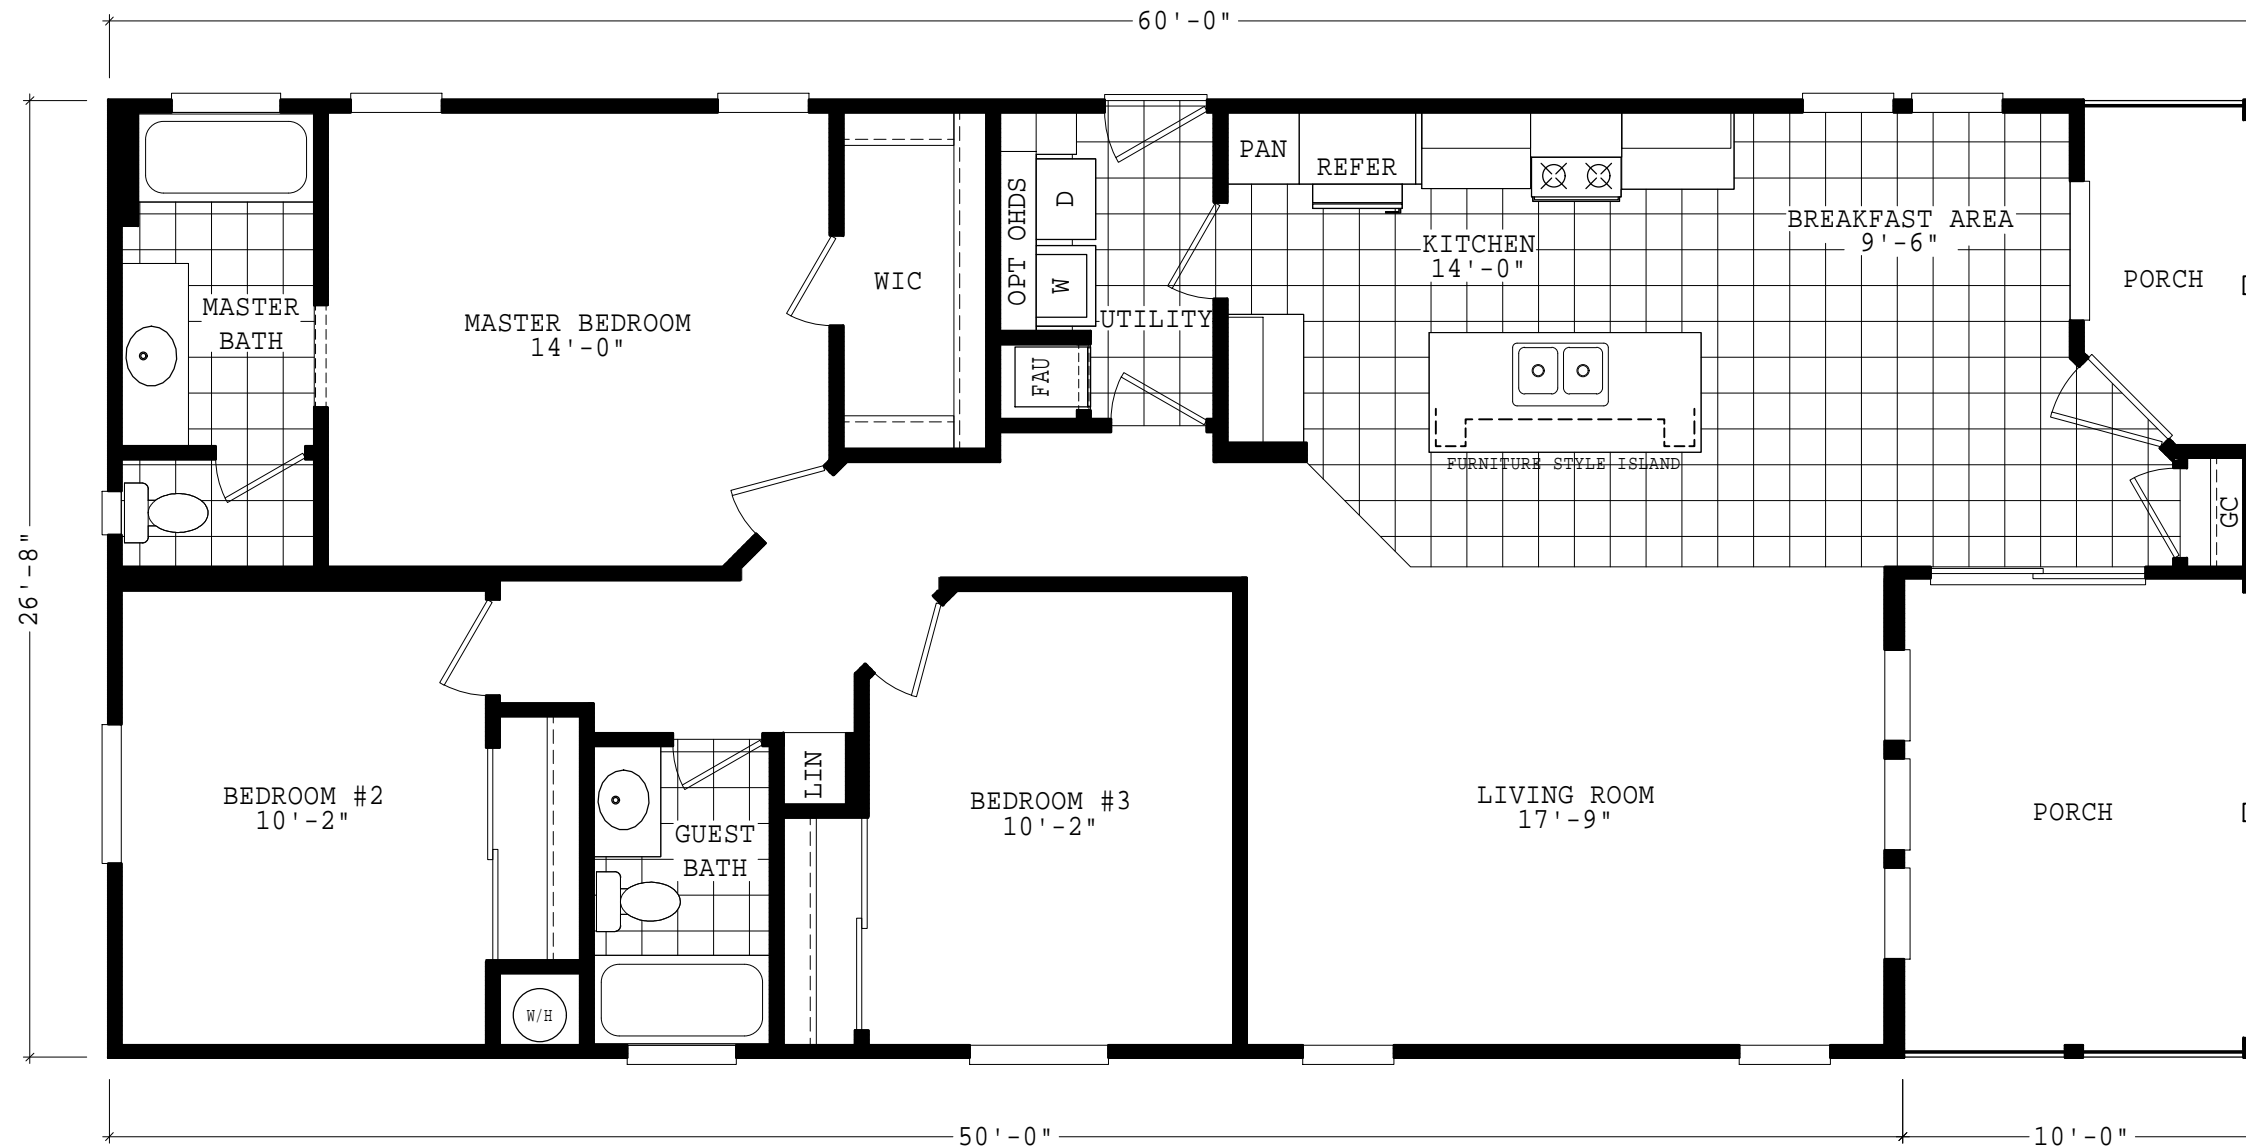 60'-0"
PAN
REFER
OPT OHDS
D
W
BREAKFAST AREA
9'-6"
KITCHEN
14'-0"
PORCH
WIC
MASTER
BATH
MASTER BEDROOM
14'-0"
UTILITY
FAU
FURNITURE STYLE ISLAND
GC
26'-8"
BEDROOM #2
10'-2"
LIN
BEDROOM #3
10'-2"
LIVING ROOM
17'-9"
PORCH
GUEST
BATH
W/H
50'-0"
10'-0"